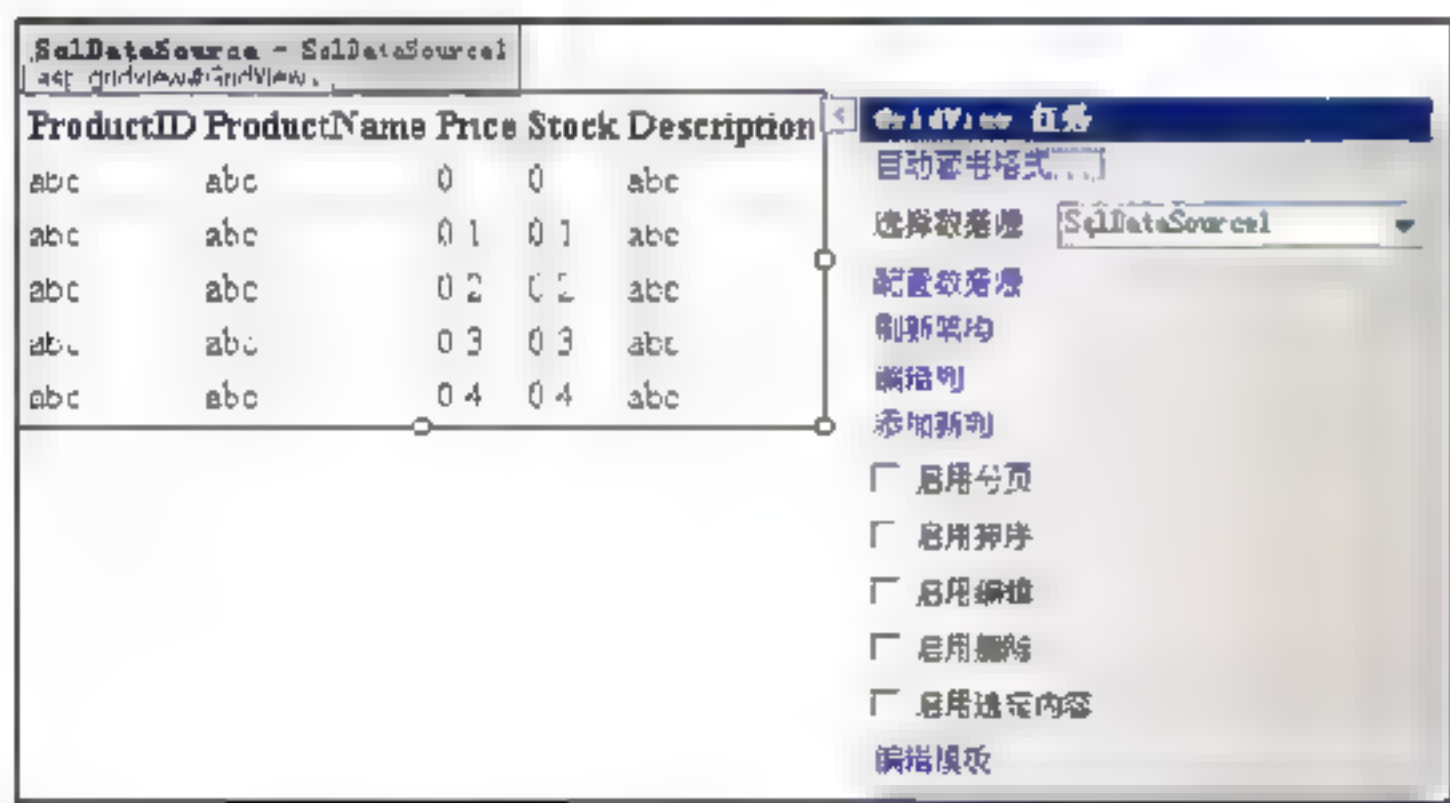 SqlDataSource - SqlDataSource1
asp:gridview#GridView1
ProductID ProductName Price Stock Description
abc abc 0 0 abc
abc abc 0.1 0.1 abc
abc abc 0.2 0.2 abc
abc abc 0.3 0.3 abc
abc abc 0.4 0.4 abc
GridView 任务
自动套用格式...
选择数据源 SqlDataSource1
配置数据源
刷新架构
编辑列
添加新列
启用分页
启用排序
启用编辑
启用删除
启用选定内容
编辑模板